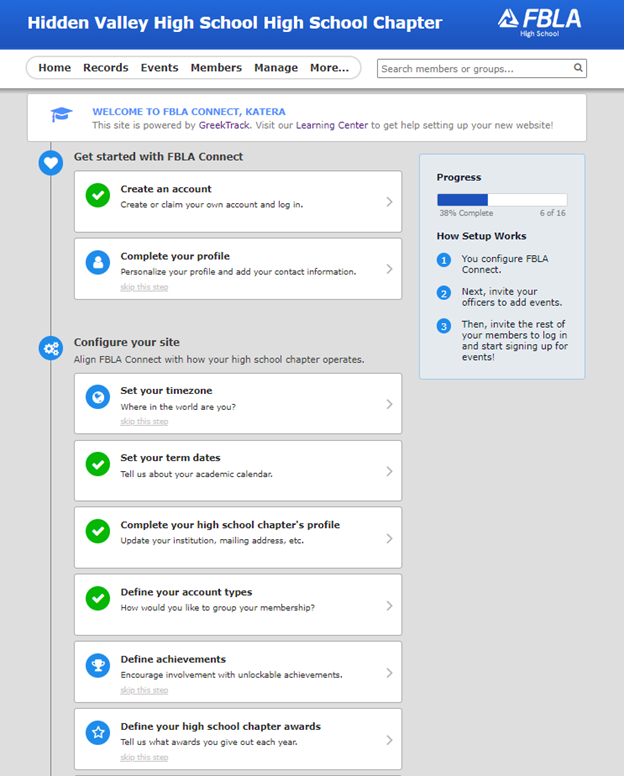 Hidden Valley High School High School Chapter
FBLA
High School
Home Records Events Members Manage More...
Search members or groups...
WELCOME TO FBLA CONNECT, KATERA
This site is powered by GreekTrack. Visit our Learning Center to get help setting up your new website!
Get started with FBLA Connect
Create an account
Create or claim your own account and log in.
Complete your profile
Personalize your profile and add your contact information.
skip this step
Configure your site
Align FBLA Connect with how your high school chapter operates.
Set your timezone
Where in the world are you?
skip this step
Set your term dates
Tell us about your academic calendar.
Complete your high school chapter's profile
Update your institution, mailing address, etc.
Define your account types
How would you like to group your membership?
Define achievements
Encourage involvement with unlockable achievements.
skip this step
Define your high school chapter awards
Tell us what awards you give out each year.
skip this step
Progress
38% Complete 6 of 16
How Setup Works
1 You configure FBLA
Connect.
2 Next, invite your
officers to add events.
3 Then, invite the rest of
your members to log in
and start signing up for
events!